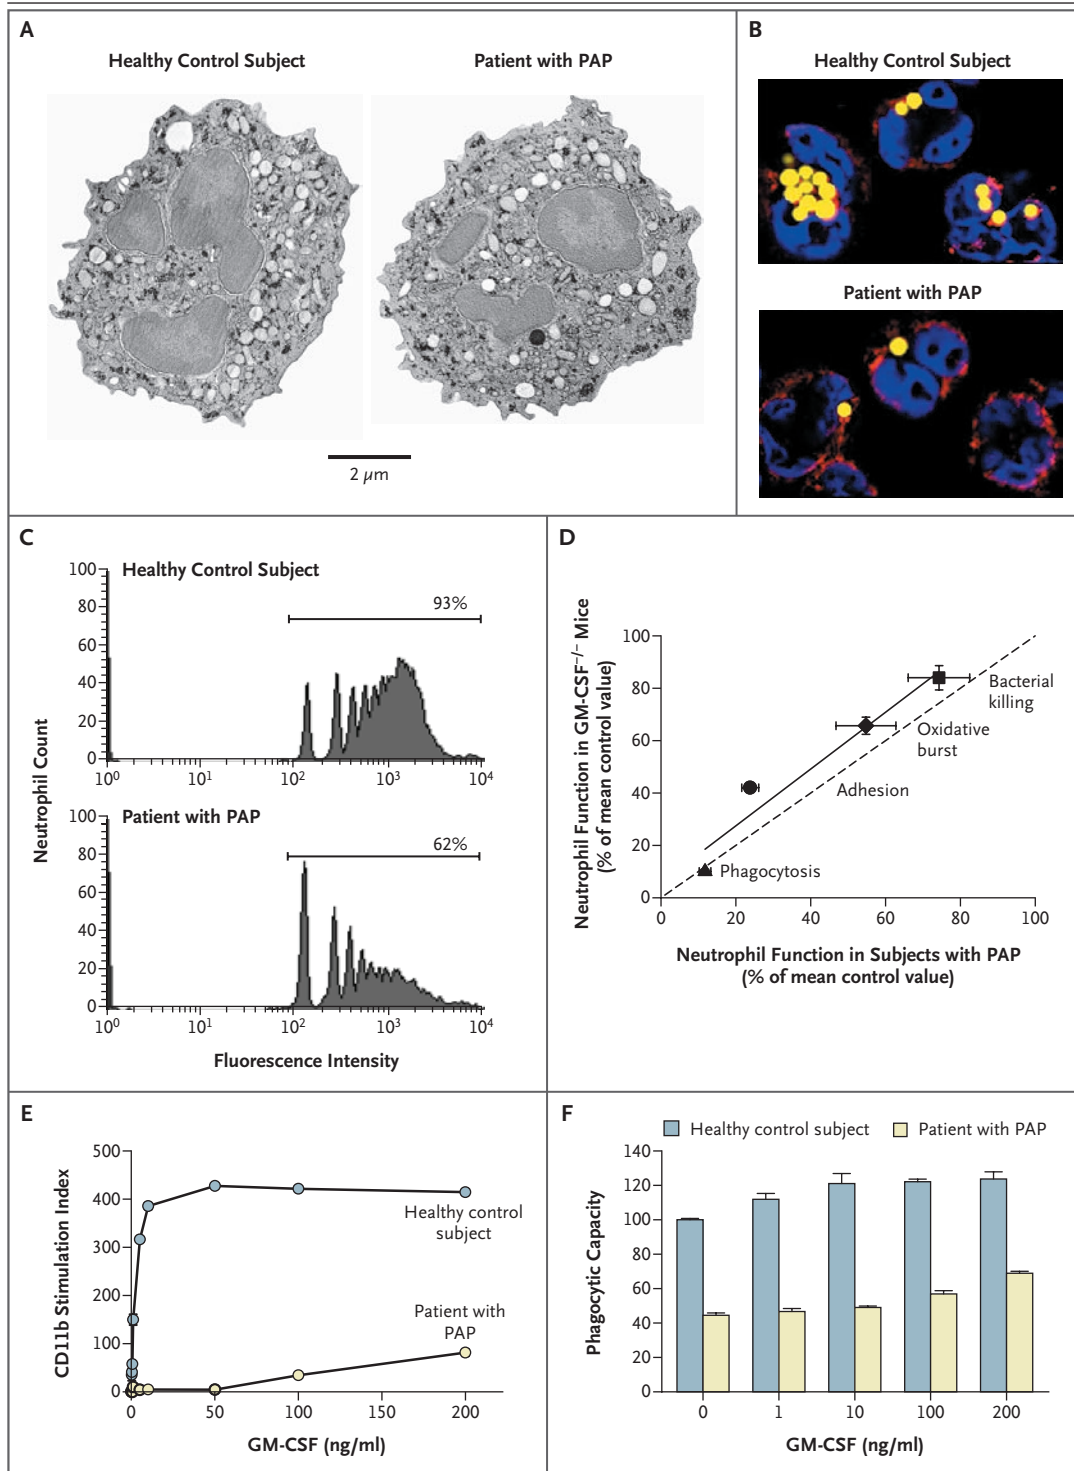 A
Healthy Control Subject
Patient with PAP
2 µm
B
Healthy Control Subject
Patient with PAP
C
Neutrophil Count
Healthy Control Subject
93%
100
80
60
40
20
0
10⁰ 10¹ 10² 10³ 10⁴
Patient with PAP
62%
100
80
60
40
20
0
10⁰ 10¹ 10² 10³ 10⁴
Fluorescence Intensity
D
Neutrophil Function in GM-CSF⁻/⁻ Mice
(% of mean control value)
100
80
60
40
20
0
Bacterial
killing
Oxidative
burst
Adhesion
Phagocytosis
0 20 40 60 80 100
Neutrophil Function in Subjects with PAP
(% of mean control value)
E
CD11b Stimulation Index
500
400
300
200
100
0
Healthy control
subject
Patient with
PAP
0 50 100 150 200
GM-CSF (ng/ml)
F
Healthy control subject Patient with PAP
Phagocytic Capacity
140
120
100
80
60
40
20
0
0 1 10 100 200
GM-CSF (ng/ml)